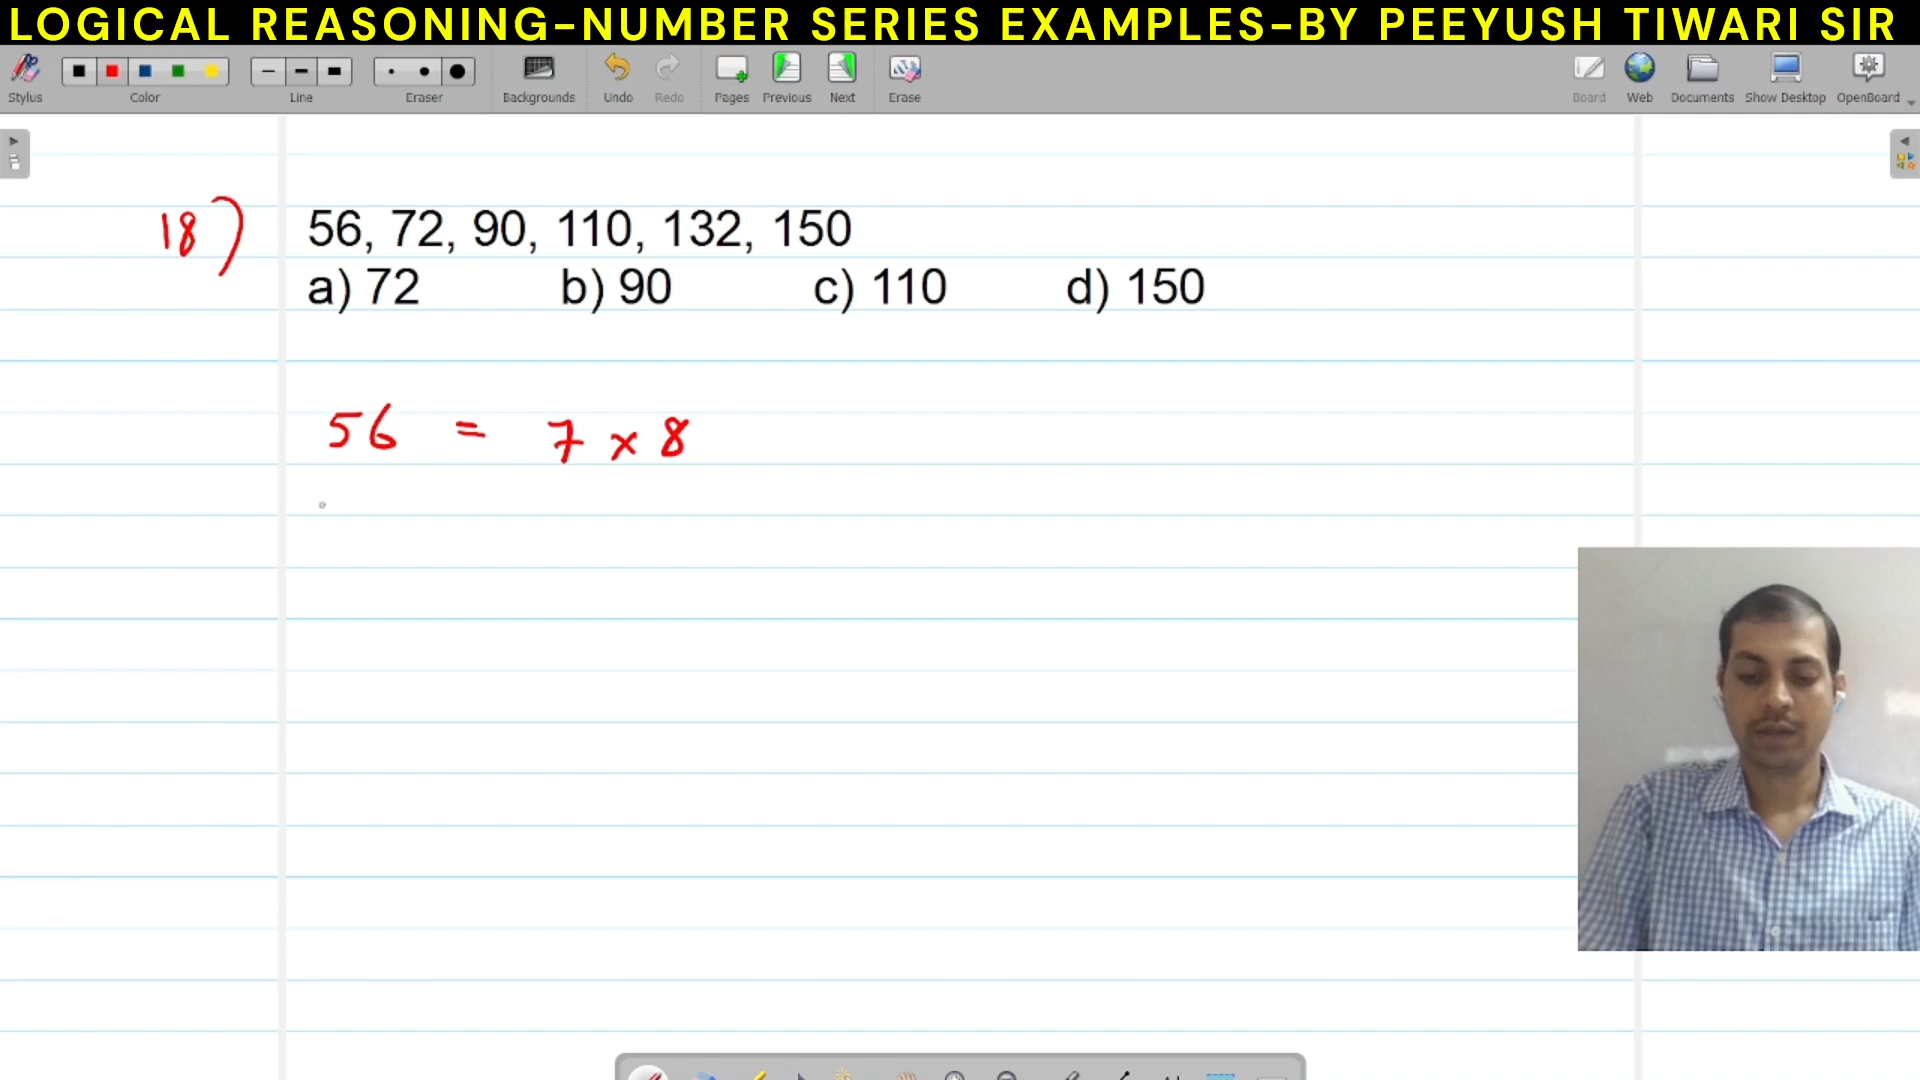 LOGICAL REASONING-NUMBER SERIES EXAMPLES-BY PEEYUSH TIWARI SIR
Stylus Color Line Eraser Backgrounds Undo Redo Pages Previous Next Erase Board Web Documents Show Desktop OpenBoard
18) 56, 72, 90, 110, 132, 150
a) 72 b) 90 c) 110 d) 150
56 = 7 x 8